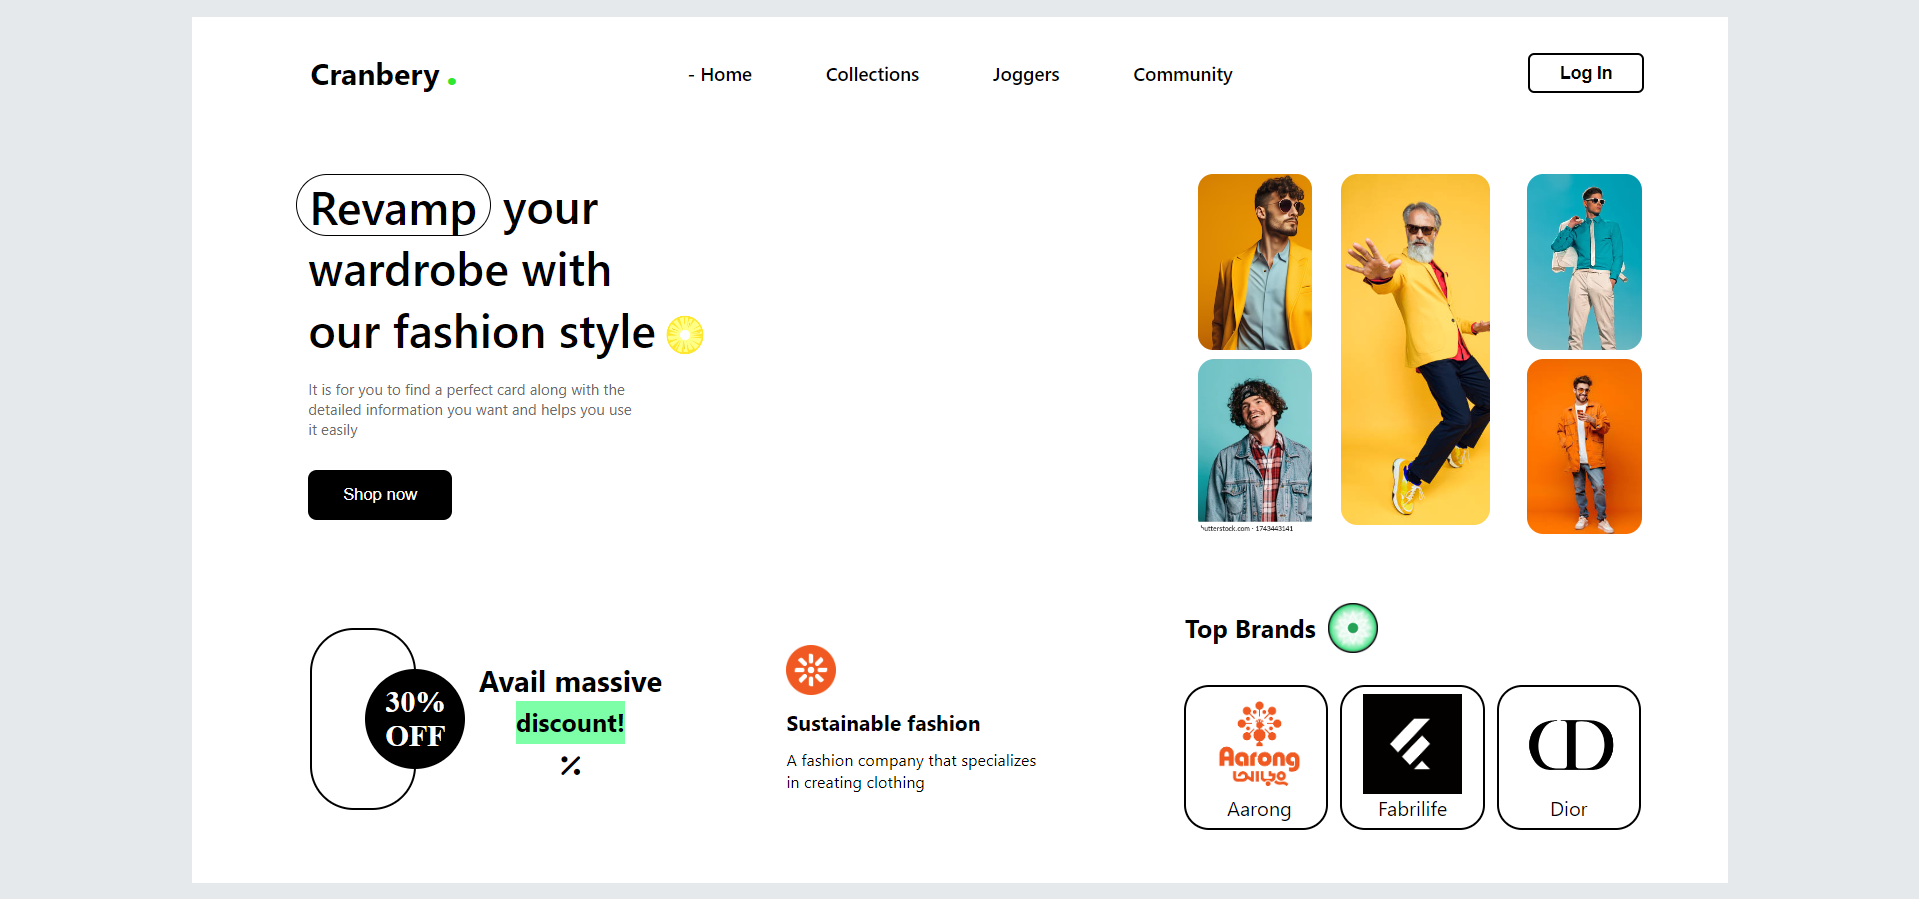 Cranbery .
- Home
Collections
Joggers
Community
Log In
Revamp your
wardrobe with
our fashion style
It is for you to find a perfect card along with the
detailed information you want and helps you use
it easily
Shop now
utterstock.com · 1743443141
30%
OFF
Avail massive
discount!
%
Sustainable fashion
A fashion company that specializes
in creating clothing
Top Brands
Aarong
আড়ং
Aarong
Fabrilife
CD
Dior